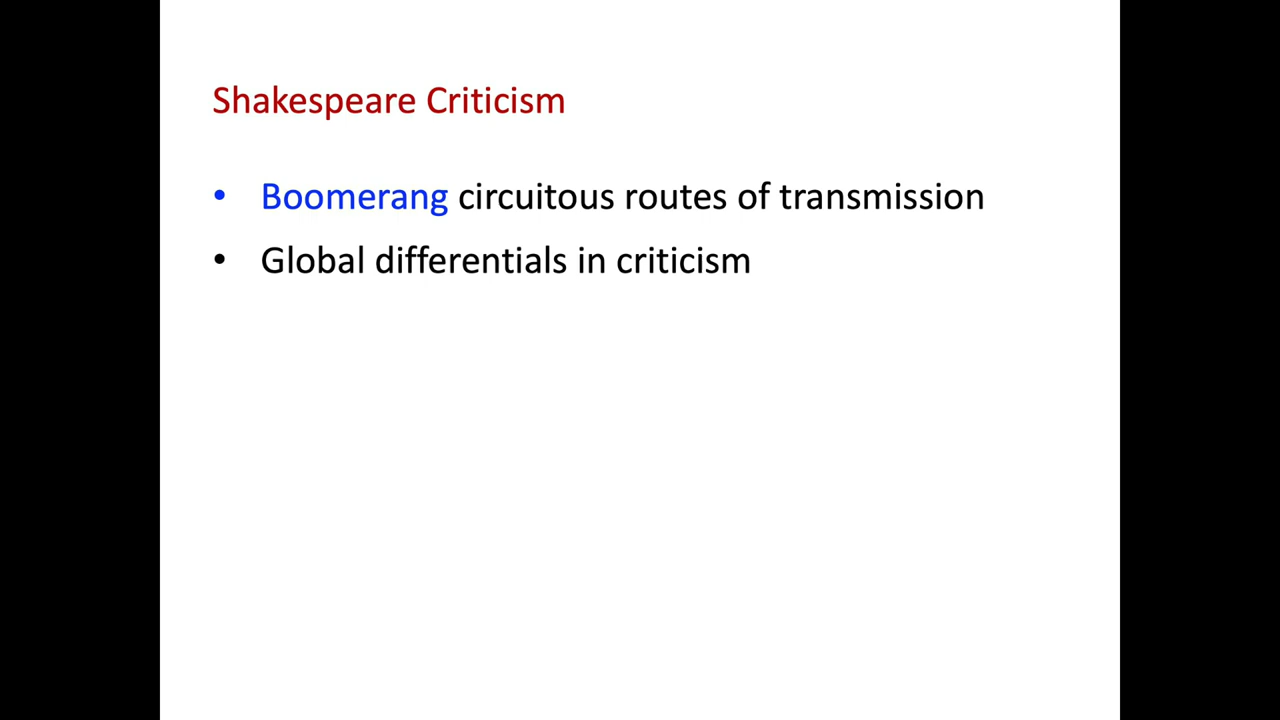 Shakespeare Criticism
• Boomerang circuitous routes of transmission
• Global differentials in criticism